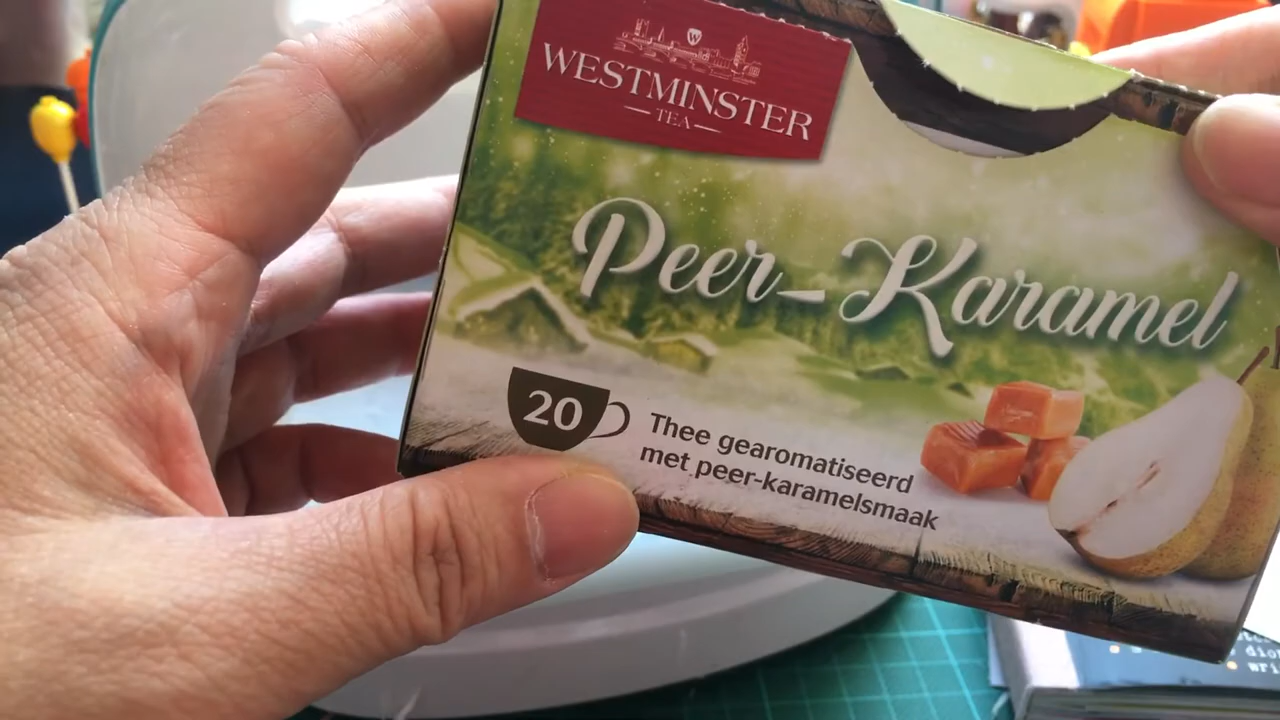 W
WESTMINSTER
TEA
Peer-Karamel
20
Thee gearomatiseerd
met peer-karamelsmaak